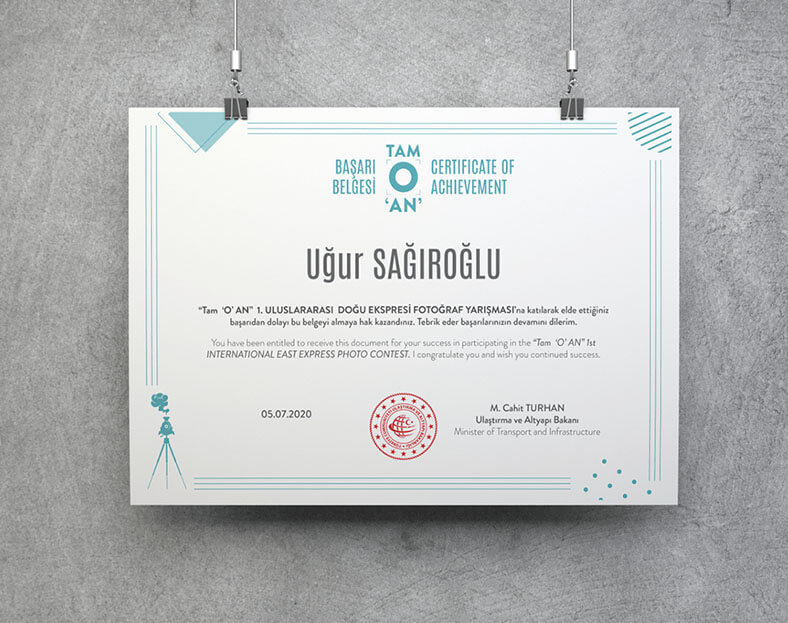 BAŞARI
BELGESİ
TAM
O
'AN'
CERTIFICATE OF
ACHIEVEMENT
Uğur SAĞIROĞLU
“Tam ‘O’ AN” 1. ULUSLARARASI DOĞU EKSPRESİ FOTOĞRAF YARIŞMASI’na katılarak elde ettiğiniz
başarıdan dolayı bu belgeyi almaya hak kazandınız. Tebrik eder başarılarınızın devamını dilerim.
You have been entitled to receive this document for your success in participating in the “Tam ‘O’ AN” 1st
INTERNATIONAL EAST EXPRESS PHOTO CONTEST. I congratulate you and wish you continued success.
05.07.2020
M. Cahit TURHAN
Ulaştırma ve Altyapı Bakanı
Minister of Transport and Infrastructure